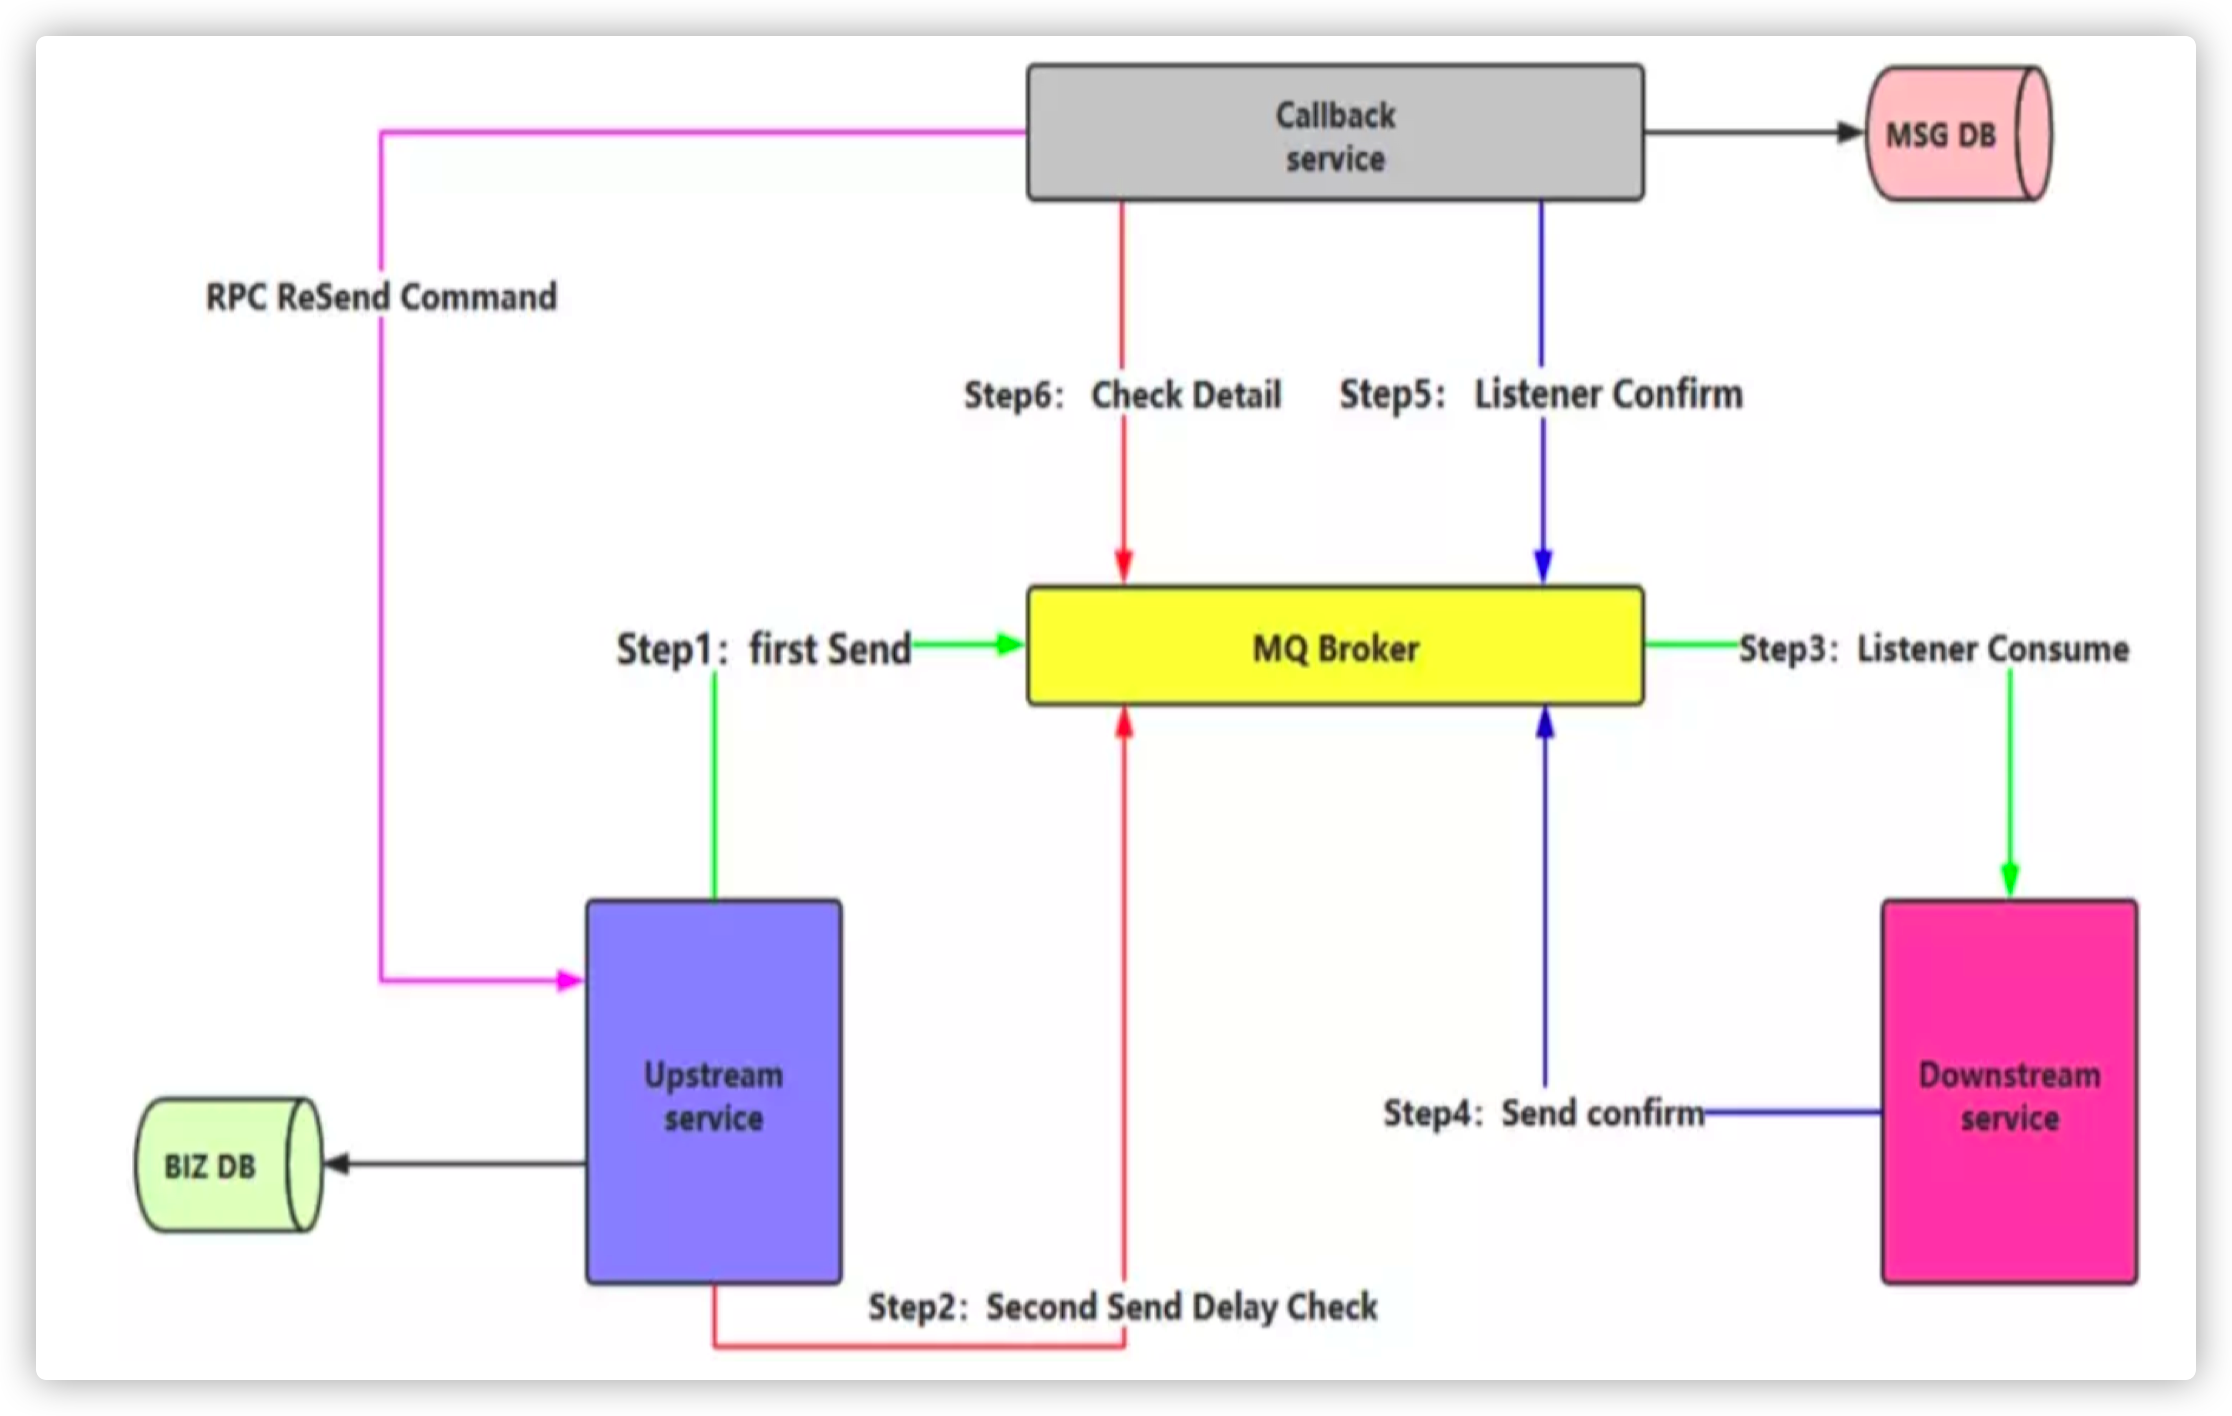 Callback
service
MSG DB
RPC ReSend Command
Step6： Check Detail
Step5： Listener Confirm
Step1：first Send
MQ Broker
Step3：Listener Consume
Upstream
service
Downstream
service
Step4：Send confirm
BIZ DB
Step2：Second Send Delay Check